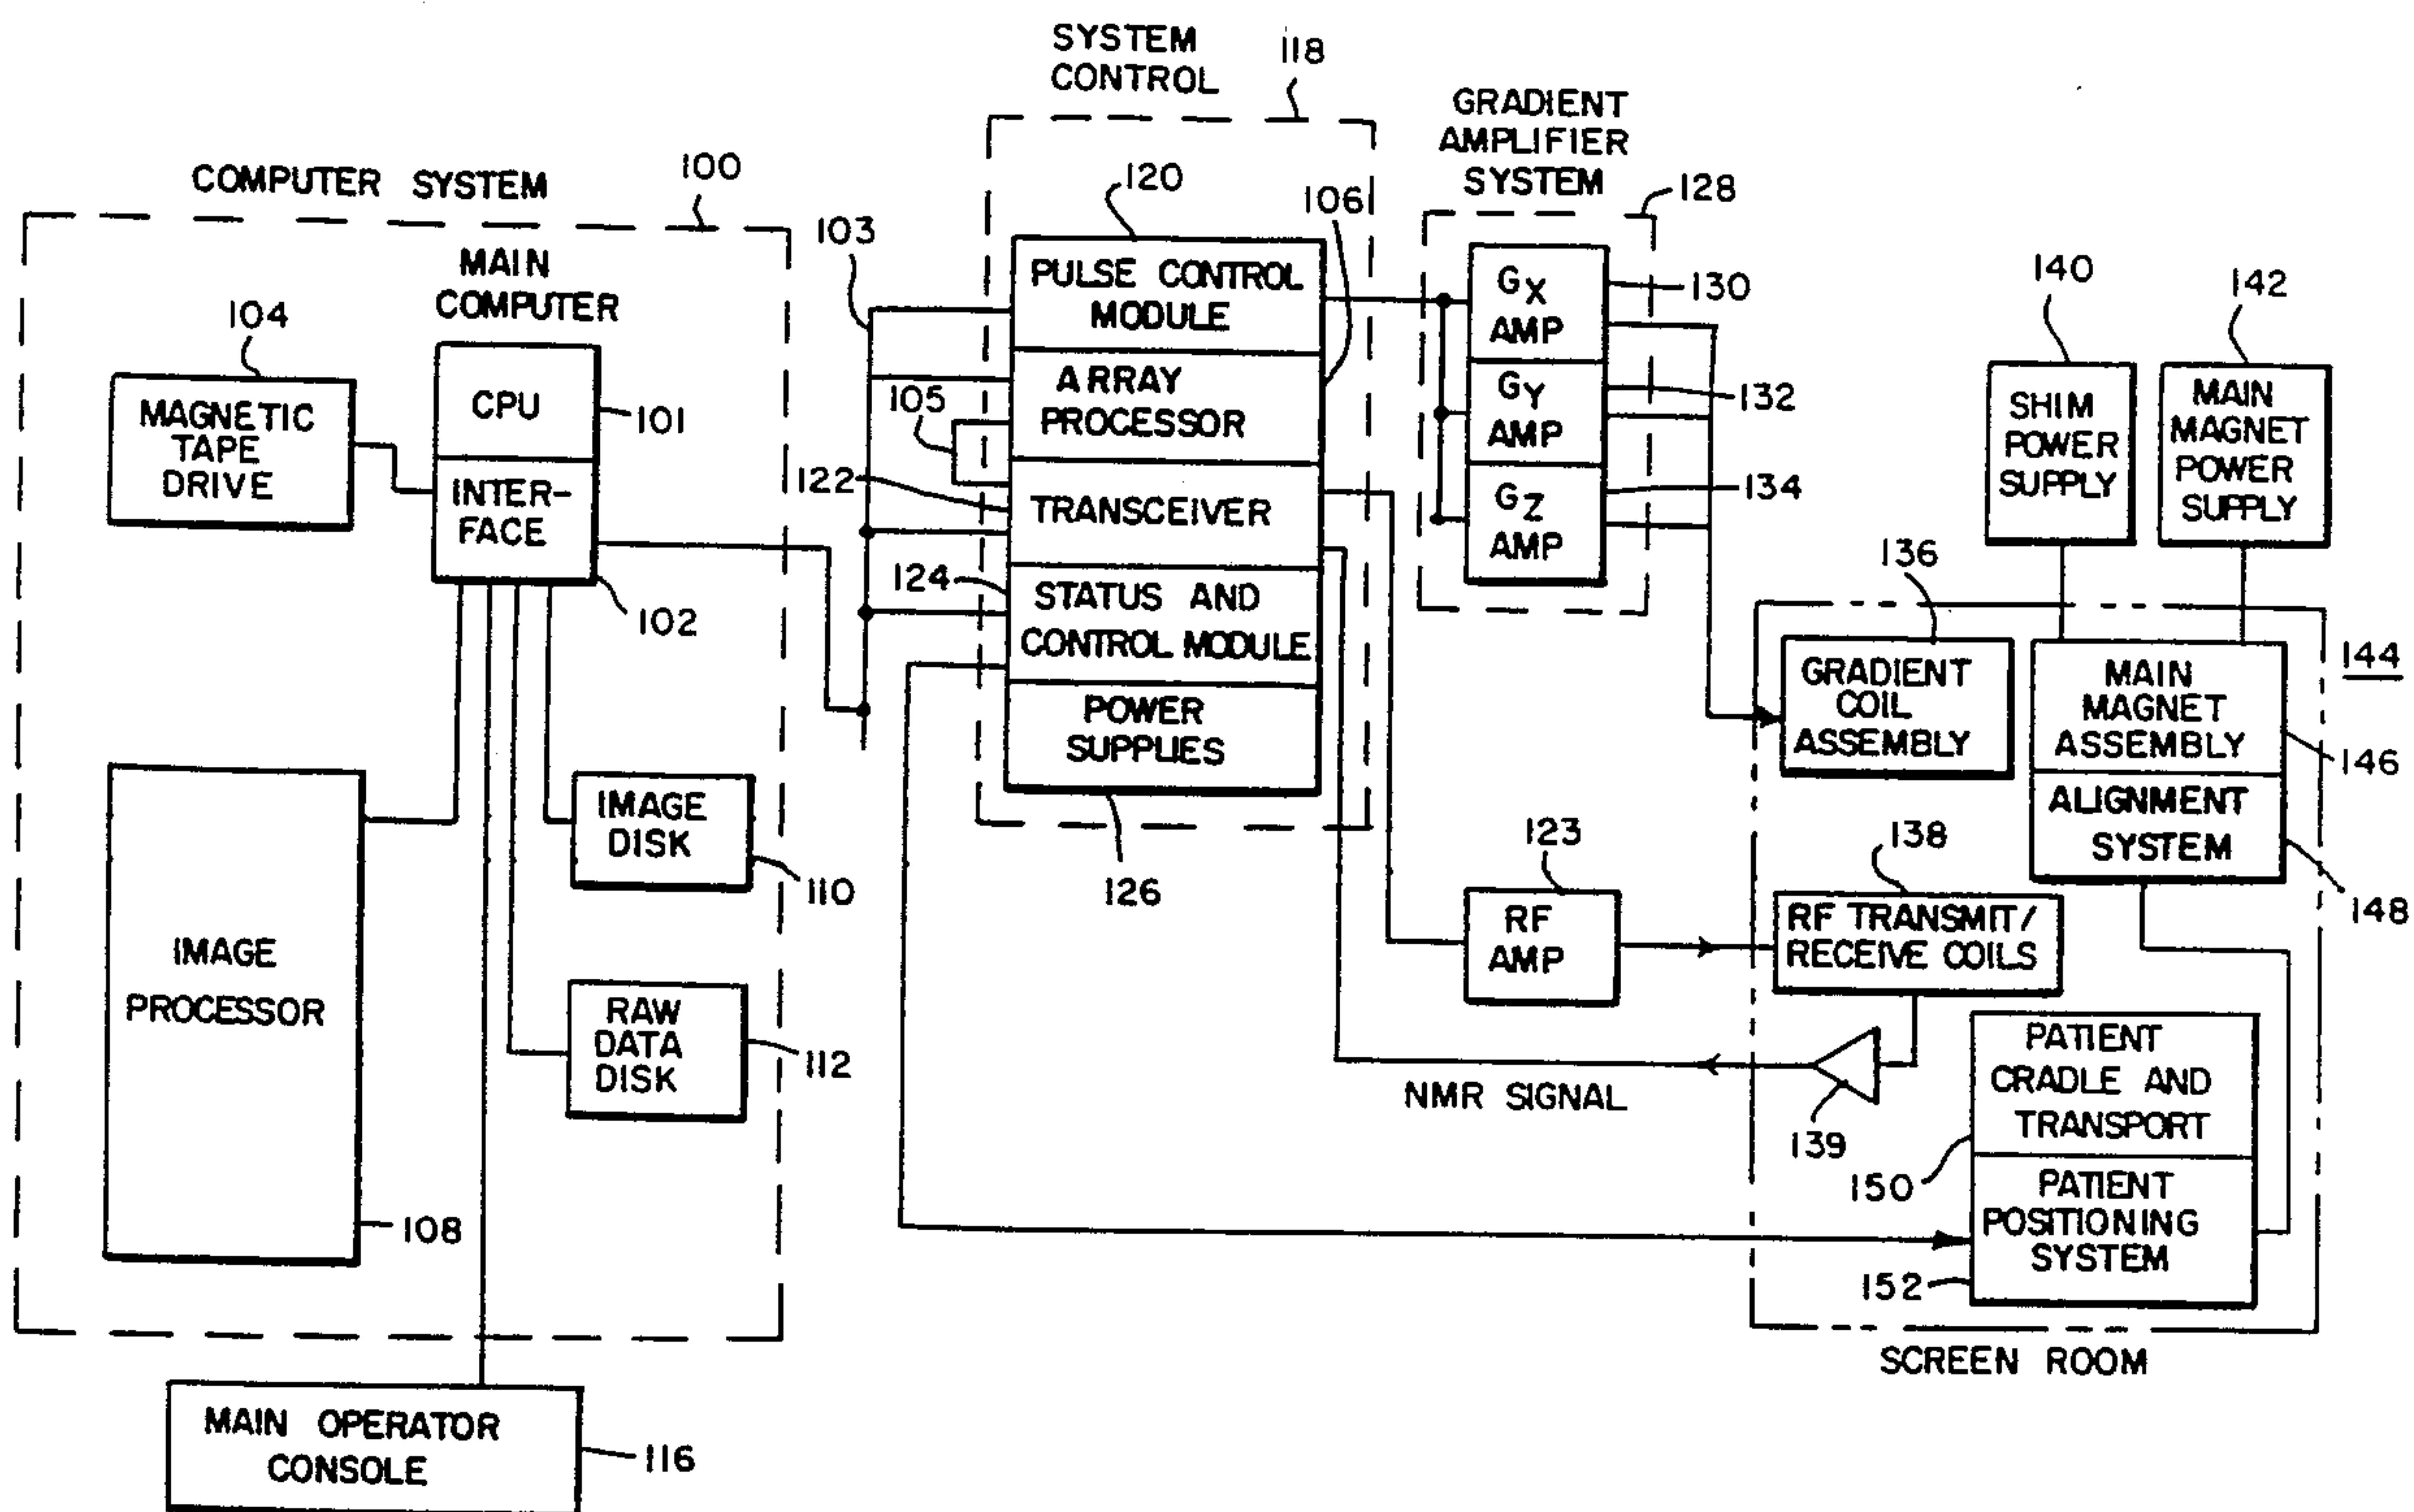 SYSTEM
CONTROL
118
GRADIENT
AMPLIFIER
SYSTEM
128
COMPUTER SYSTEM
100
MAIN
COMPUTER
104
MAGNETIC
TAPE
DRIVE
CPU
101
INTER-
FACE
102
IMAGE
PROCESSOR
108
IMAGE
DISK
110
RAW
DATA
DISK
112
MAIN OPERATOR
CONSOLE
116
103
105
120
106
PULSE CONTROL
MODULE
ARRAY
PROCESSOR
122
TRANSCEIVER
124
STATUS AND
CONTROL MODULE
POWER
SUPPLIES
126
GX
AMP
130
GY
AMP
132
GZ
AMP
134
140
SHIM
POWER
SUPPLY
142
MAIN
MAGNET
POWER
SUPPLY
136
GRADIENT
COIL
ASSEMBLY
144
MAIN
MAGNET
ASSEMBLY
146
ALIGNMENT
SYSTEM
148
123
RF
AMP
138
RF TRANSMIT/
RECEIVE COILS
NMR SIGNAL
139
PATIENT
CRADLE AND
TRANSPORT
150
PATIENT
POSITIONING
SYSTEM
152
SCREEN ROOM